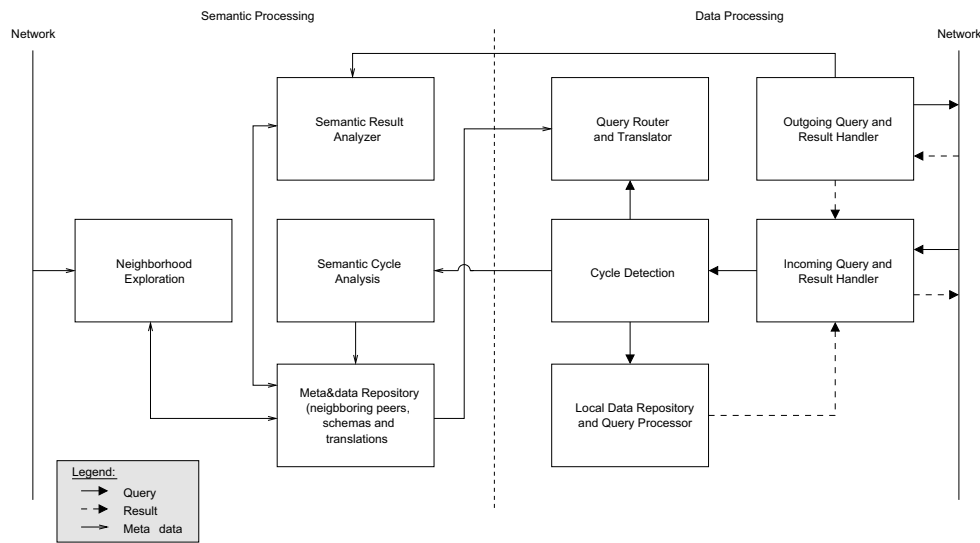 Semantic Processing
Data Processing
Network
Network
Semantic Result
Analyzer
Query Router
and Translator
Outgoing Query and
Result Handler
Neighborhood
Exploration
Semantic Cycle
Analysis
Cycle Detection
Incoming Query and
Result Handler
Meta&data Repository
(neighboring peers,
schemas and
translations
Local Data Repository
and Query Processor
Legend:
Query
Result
Meta data